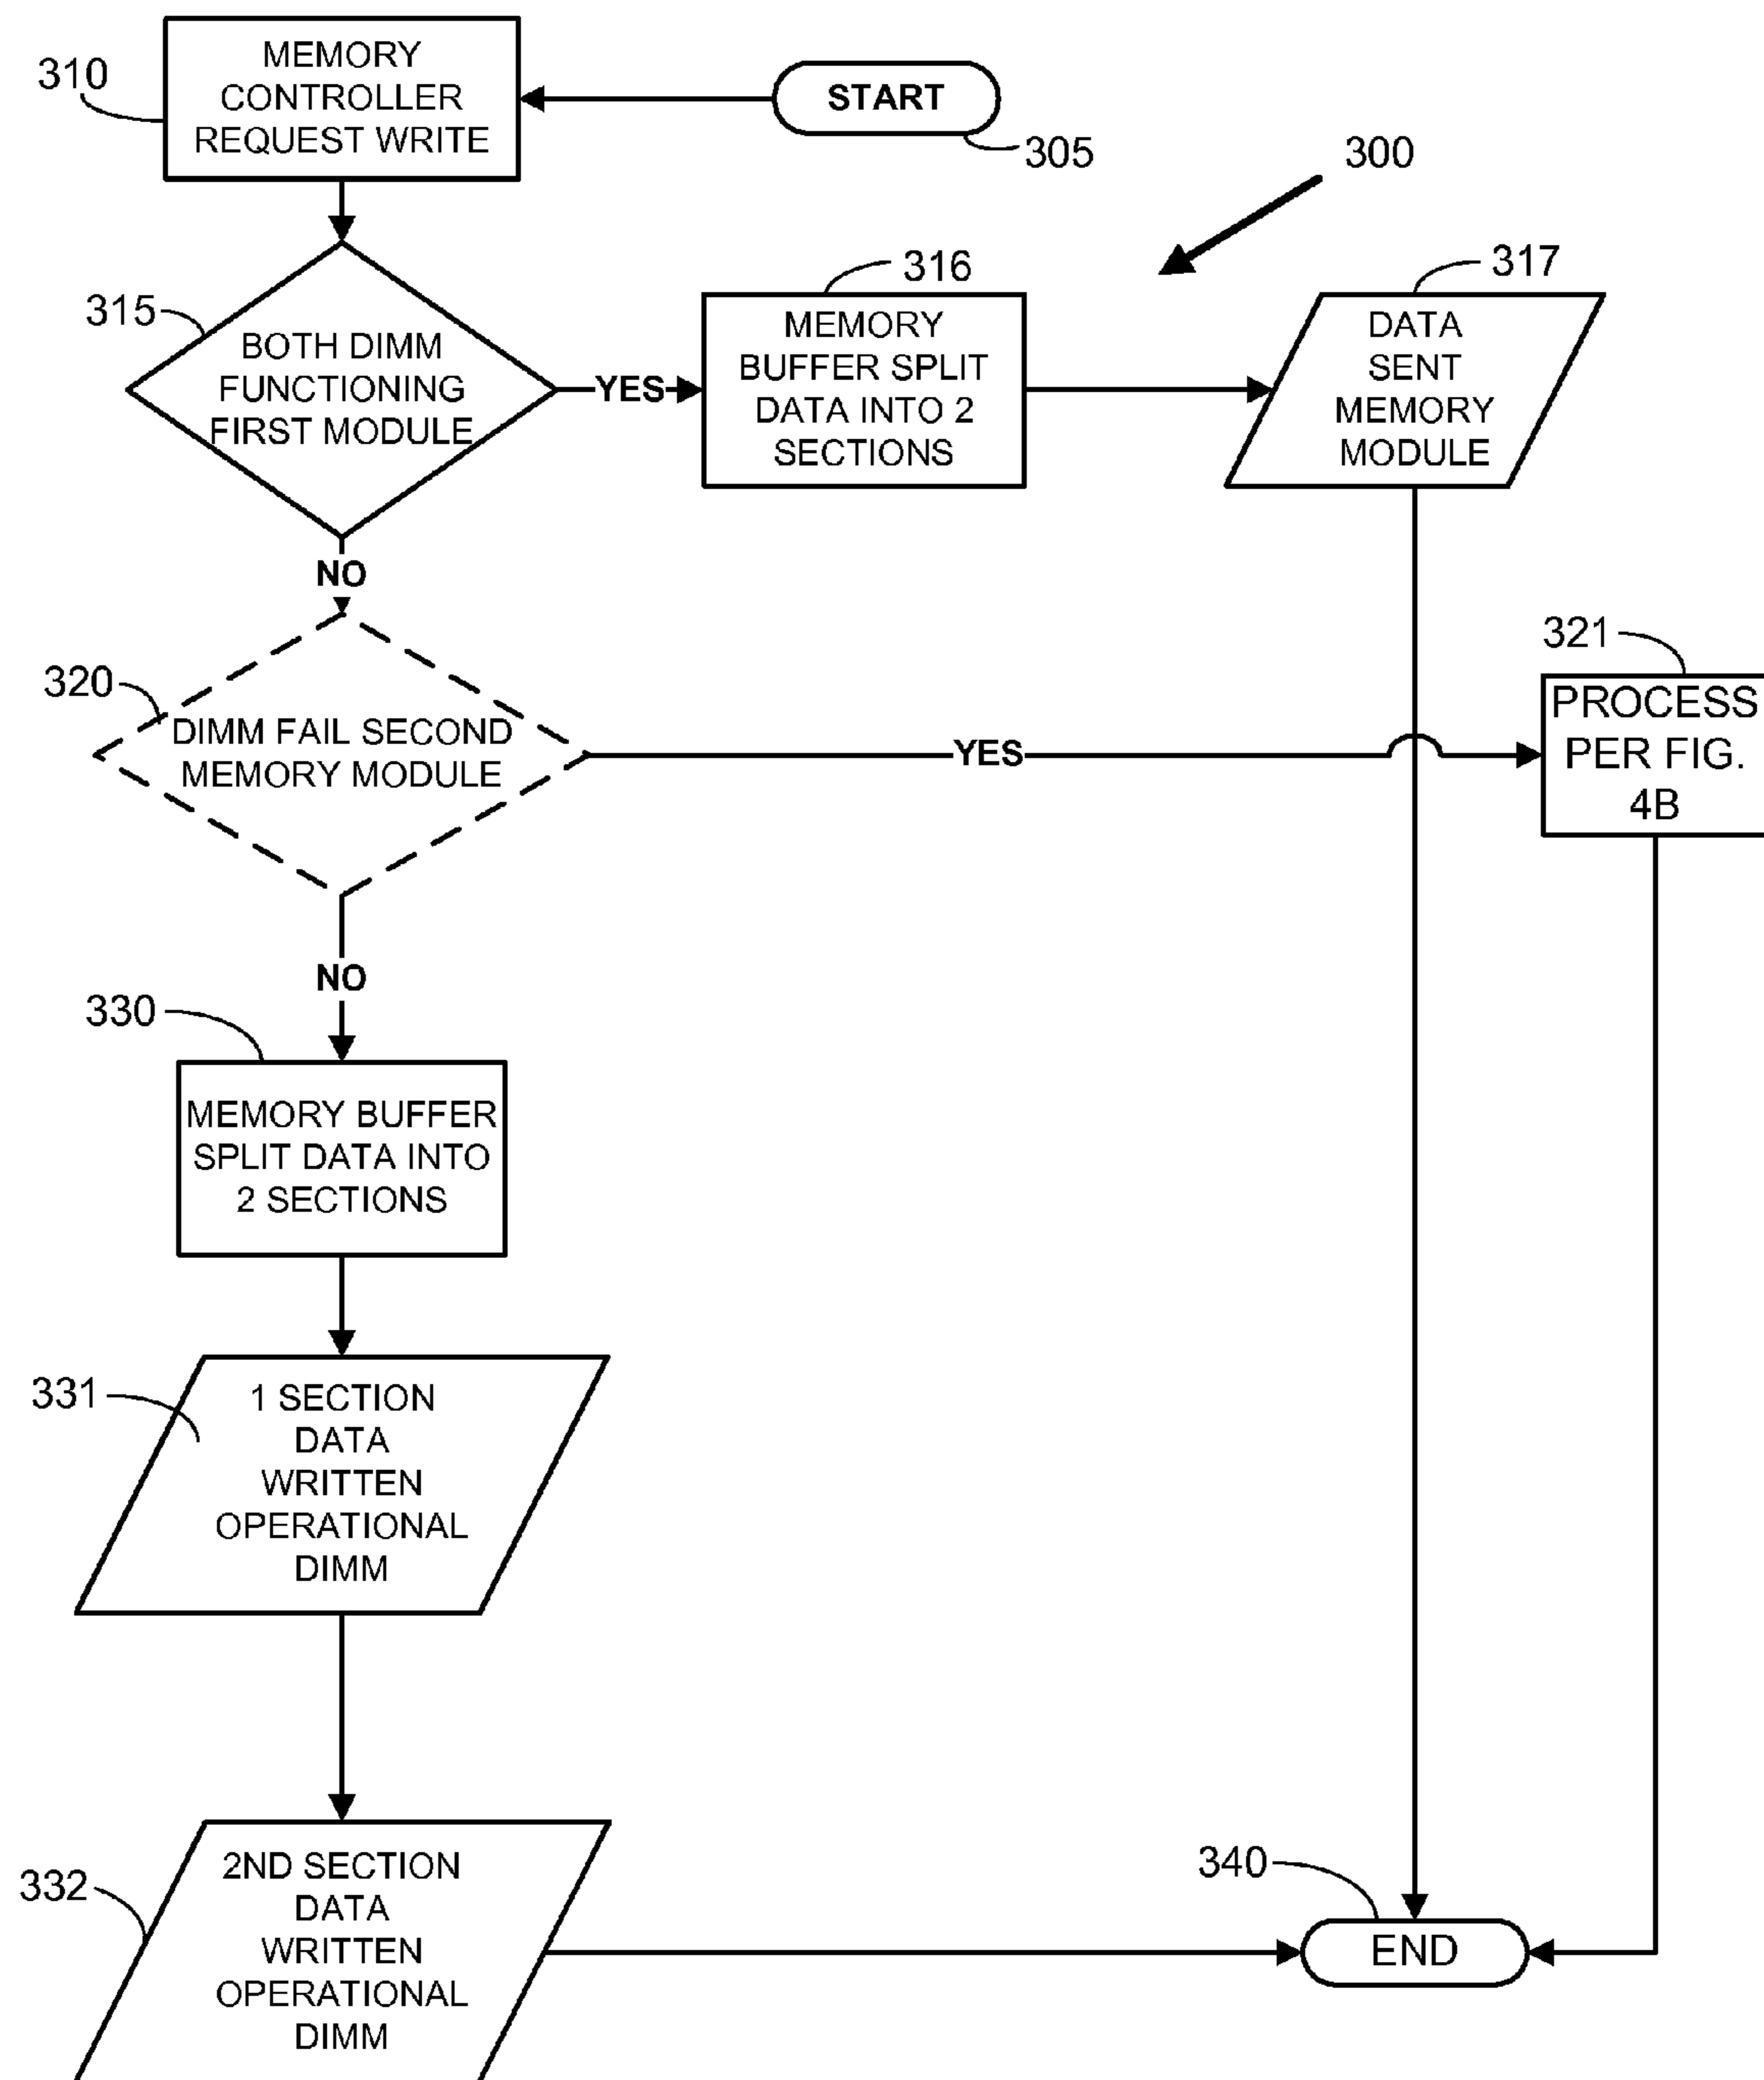 310
MEMORY
CONTROLLER
REQUEST WRITE
START
305
300
315
BOTH DIMM
FUNCTIONING
FIRST MODULE
YES
316
MEMORY
BUFFER SPLIT
DATA INTO 2
SECTIONS
317
DATA
SENT
MEMORY
MODULE
NO
320
DIMM FAIL SECOND
MEMORY MODULE
YES
321
PROCESS
PER FIG.
4B
NO
330
MEMORY BUFFER
SPLIT DATA INTO
2 SECTIONS
331
1 SECTION
DATA
WRITTEN
OPERATIONAL
DIMM
332
2ND SECTION
DATA
WRITTEN
OPERATIONAL
DIMM
340
END